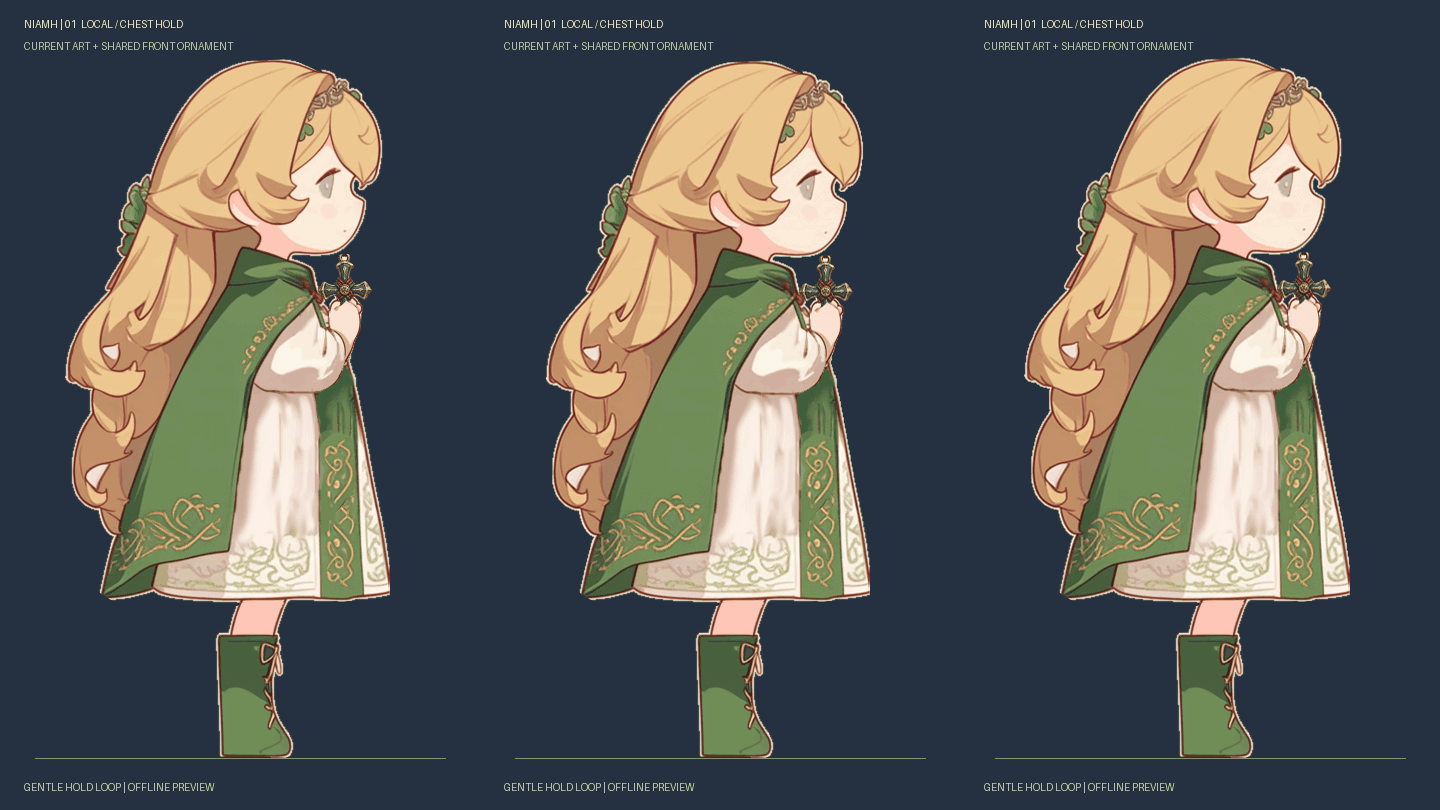 NIAMH | 01 LOCAL / CHEST HOLD
CURRENT ART + SHARED FRONT ORNAMENT
GENTLE HOLD LOOP | OFFLINE PREVIEW
NIAMH | 01 LOCAL / CHEST HOLD
CURRENT ART + SHARED FRONT ORNAMENT
GENTLE HOLD LOOP | OFFLINE PREVIEW
NIAMH | 01 LOCAL / CHEST HOLD
CURRENT ART + SHARED FRONT ORNAMENT
GENTLE HOLD LOOP | OFFLINE PREVIEW